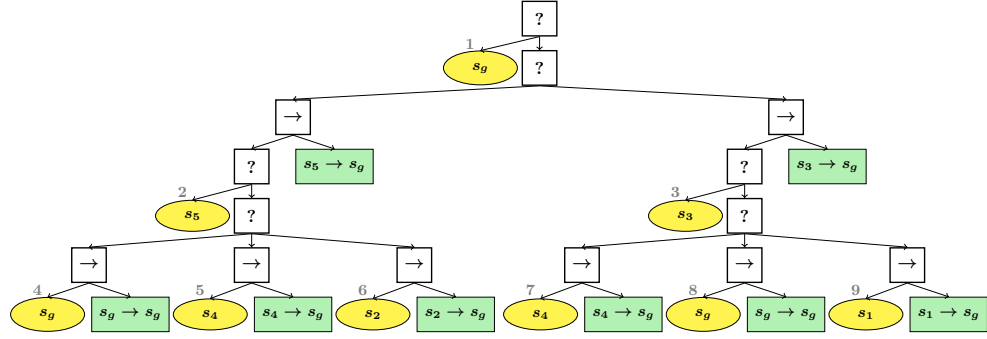 ?
1
s_g ?
→ →
? s_5 → s_g ? s_3 → s_g
2 3
s_5 ? s_3 ?
→ → → → → →
4 5 6 7 8 9
s_g s_g → s_g s_4 s_4 → s_g s_2 s_2 → s_g s_4 s_4 → s_g s_g s_g → s_g s_1 s_1 → s_g